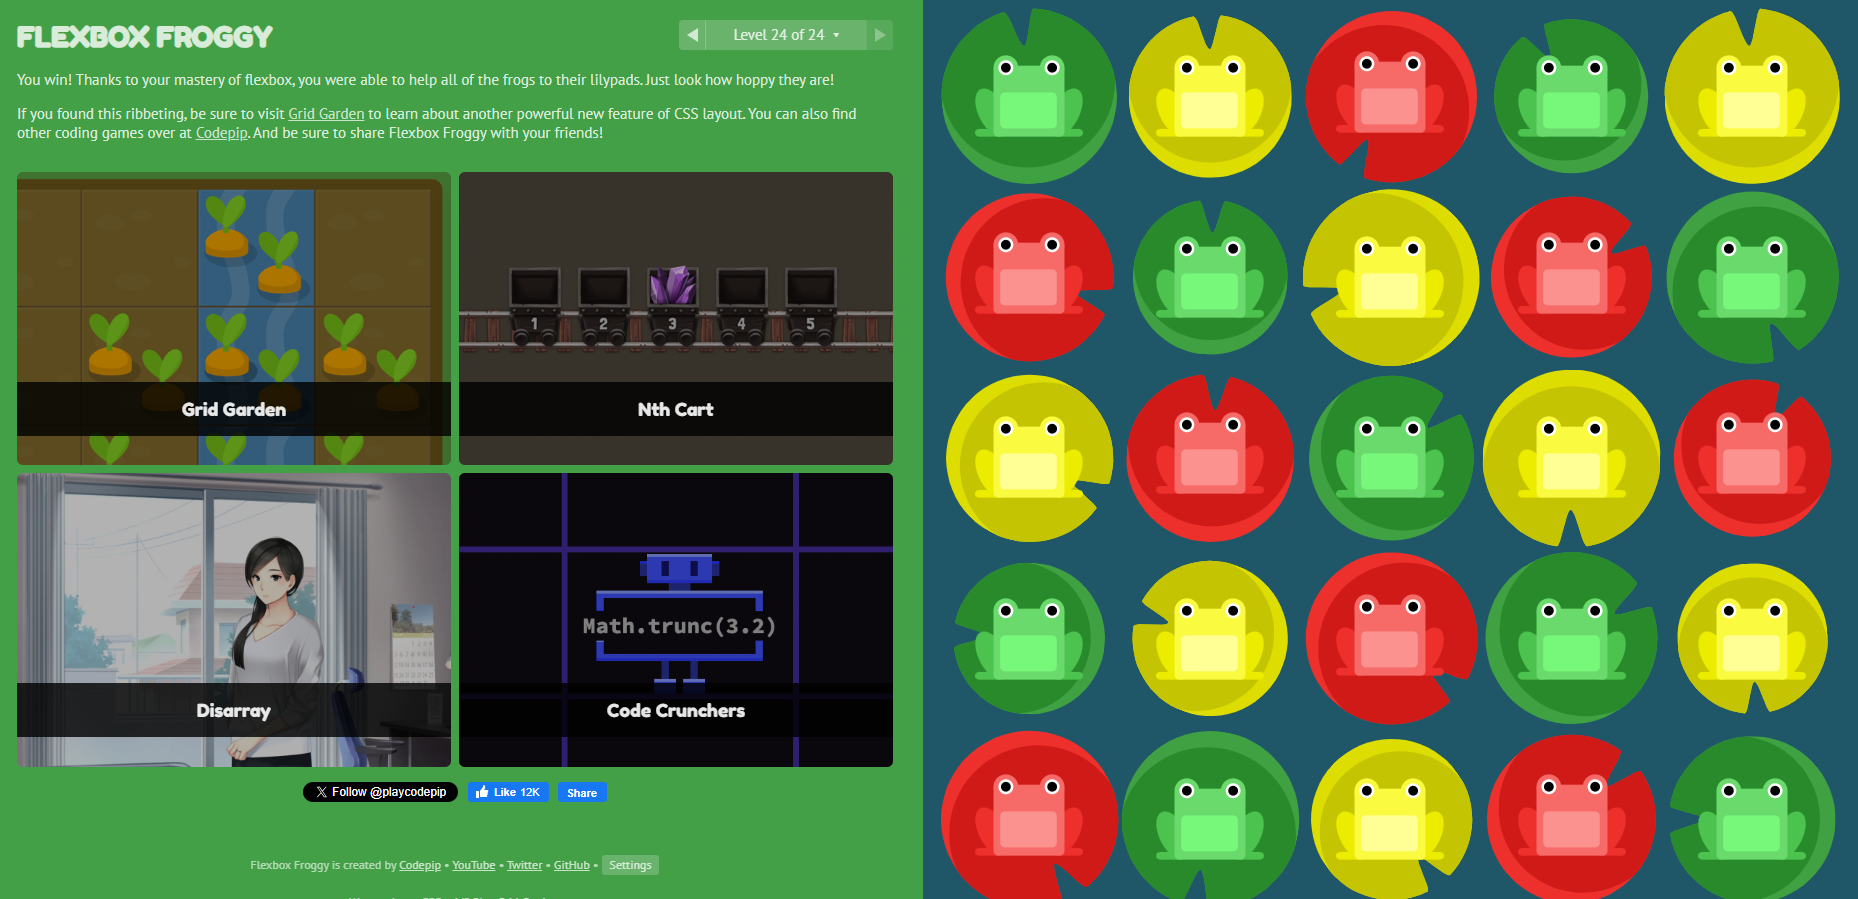 FLEXBOX FROGGY
Level 24 of 24
You win! Thanks to your mastery of flexbox, you were able to help all of the frogs to their lilypads. Just look how hoppy they are!
If you found this ribbeting, be sure to visit Grid Garden to learn about another powerful new feature of CSS layout. You can also find
other coding games over at Codepip. And be sure to share Flexbox Froggy with your friends!
Grid Garden
1 2 3 4 5
Nth Cart
Disarray
Math.trunc(3.2)
Code Crunchers
Follow @playcodepip
Like 12K
Share
Flexbox Froggy is created by Codepip • YouTube • Twitter • GitHub • Settings